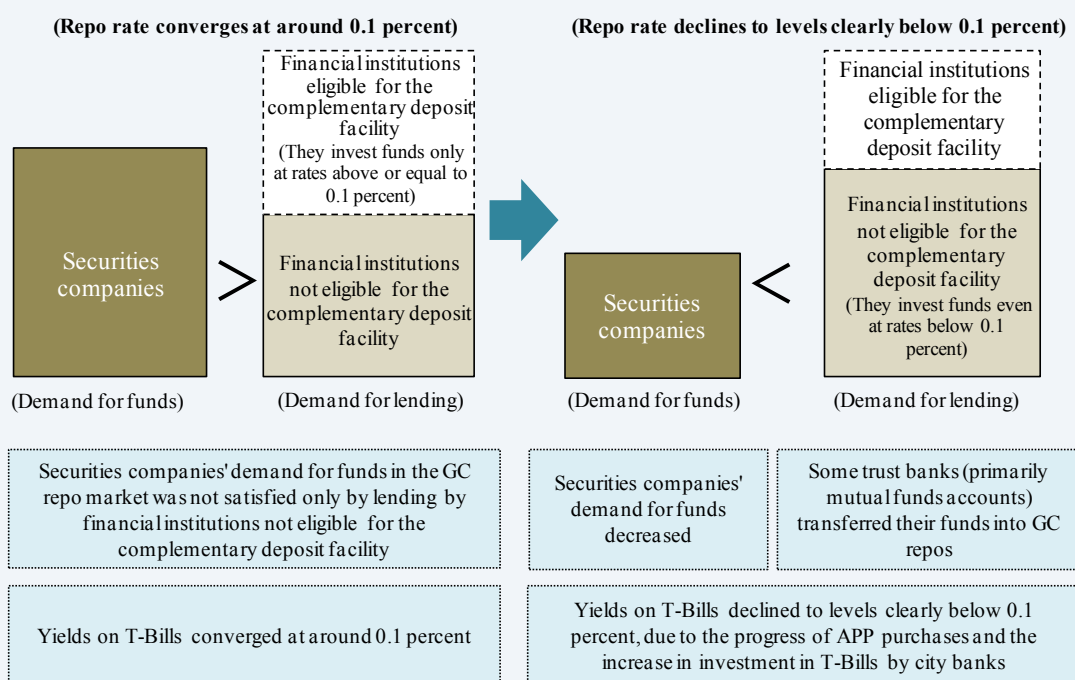 (Repo rate converges at around 0.1 percent)
Financial institutions
eligible for the
complementary deposit
facility
(They invest funds only
at rates above or equal to
0.1 percent)
Securities
companies
>
Financial institutions
not eligible for the
complementary deposit
facility
(Demand for funds)
(Demand for lending)
Securities companies' demand for funds in the GC
repo market was not satisfied only by lending by
financial institutions not eligible for the
complementary deposit facility
Yields on T-Bills converged at around 0.1 percent
(Repo rate declines to levels clearly below 0.1 percent)
Financial institutions
eligible for the
complementary
deposit facility
Securities
companies
<
Financial institutions
not eligible for the
complementary
deposit facility
(They invest funds even
at rates below 0.1
percent)
(Demand for funds)
(Demand for lending)
Securities companies'
demand for funds
decreased
Some trust banks (primarily
mutual funds accounts)
transferred their funds into GC
repos
Yields on T-Bills declined to levels clearly below 0.1
percent, due to the progress of APP purchases and the
increase in investment in T-Bills by city banks